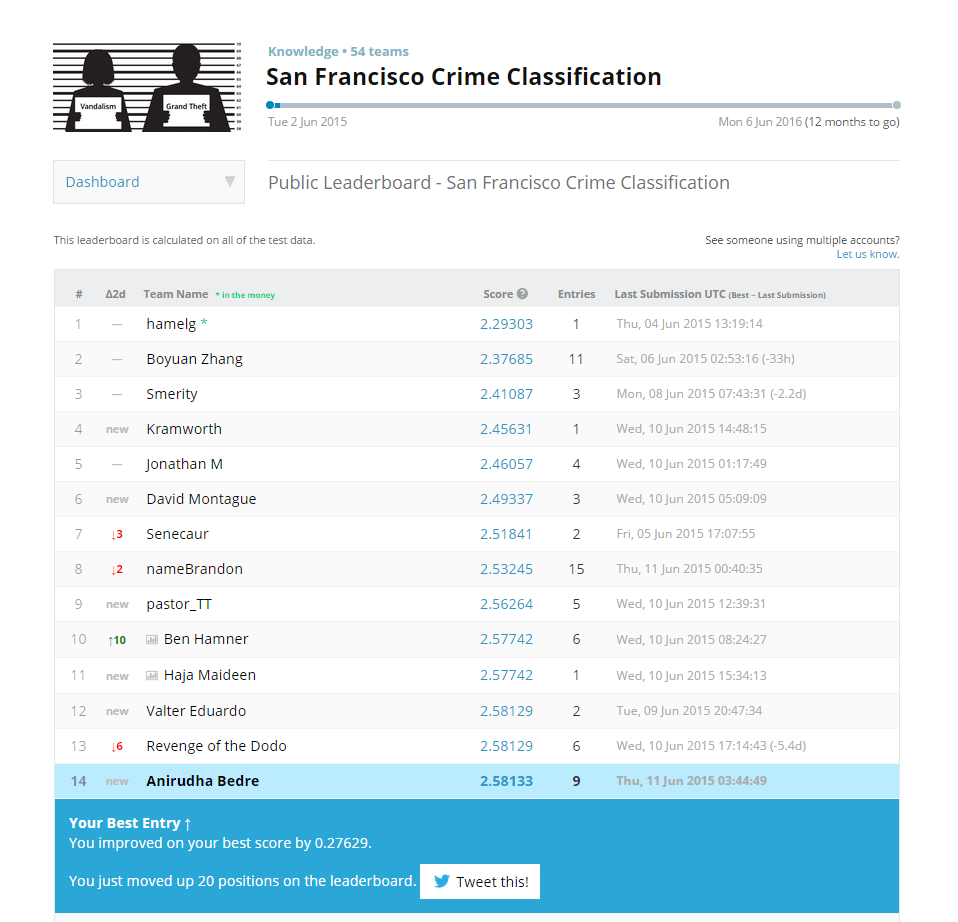 Vandalism
Grand Theft
Knowledge • 54 teams
San Francisco Crime Classification
Tue 2 Jun 2015
Mon 6 Jun 2016 (12 months to go)
Dashboard ▼
Public Leaderboard - San Francisco Crime Classification
This leaderboard is calculated on all of the test data.
See someone using multiple accounts?
Let us know.
# Δ2d Team Name * in the money Score ? Entries Last Submission UTC (Best − Last Submission)
1 — hamelg * 2.29303 1 Thu, 04 Jun 2015 13:19:14
2 — Boyuan Zhang 2.37685 11 Sat, 06 Jun 2015 02:53:16 (-33h)
3 — Smerity 2.41087 3 Mon, 08 Jun 2015 07:43:31 (-2.2d)
4 new Kramworth 2.45631 1 Wed, 10 Jun 2015 14:48:15
5 — Jonathan M 2.46057 4 Wed, 10 Jun 2015 01:17:49
6 new David Montague 2.49337 3 Wed, 10 Jun 2015 05:09:09
7 ↓3 Senecaur 2.51841 2 Fri, 05 Jun 2015 17:07:55
8 ↓2 nameBrandon 2.53245 15 Thu, 11 Jun 2015 00:40:35
9 new pastor_TT 2.56264 5 Wed, 10 Jun 2015 12:39:31
10 ↑10 Ben Hamner 2.57742 6 Wed, 10 Jun 2015 08:24:27
11 new Haja Maideen 2.57742 1 Wed, 10 Jun 2015 15:34:13
12 new Valter Eduardo 2.58129 2 Tue, 09 Jun 2015 20:47:34
13 ↓6 Revenge of the Dodo 2.58129 6 Wed, 10 Jun 2015 17:14:43 (-5.4d)
14 new Anirudha Bedre 2.58133 9 Thu, 11 Jun 2015 03:44:49
Your Best Entry ↑
You improved on your best score by 0.27629.
You just moved up 20 positions on the leaderboard. Tweet this!